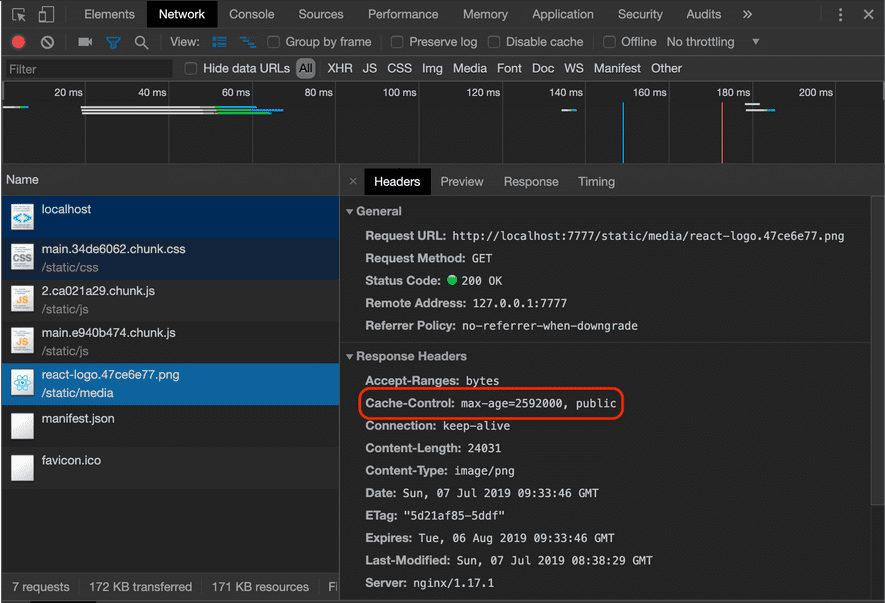 Elements Network Console Sources Performance Memory Application Security Audits »
View: Group by frame Preserve log Disable cache Offline No throttling
Filter Hide data URLs All XHR JS CSS Img Media Font Doc WS Manifest Other
20 ms 40 ms 60 ms 80 ms 100 ms 120 ms 140 ms 160 ms 180 ms 200 ms
Name
localhost
main.34de6062.chunk.css
/static/css
2.ca021a29.chunk.js
/static/js
main.e940b474.chunk.js
/static/js
react-logo.47ce6e77.png
/static/media
manifest.json
favicon.ico
7 requests 172 KB transferred 171 KB resources Fi
× Headers Preview Response Timing
General
Request URL: http://localhost:7777/static/media/react-logo.47ce6e77.png
Request Method: GET
Status Code: 200 OK
Remote Address: 127.0.0.1:7777
Referrer Policy: no-referrer-when-downgrade
Response Headers
Accept-Ranges: bytes
Cache-Control: max-age=2592000, public
Connection: keep-alive
Content-Length: 24031
Content-Type: image/png
Date: Sun, 07 Jul 2019 09:33:46 GMT
ETag: "5d21af85-5ddf"
Expires: Tue, 06 Aug 2019 09:33:46 GMT
Last-Modified: Sun, 07 Jul 2019 08:38:29 GMT
Server: nginx/1.17.1